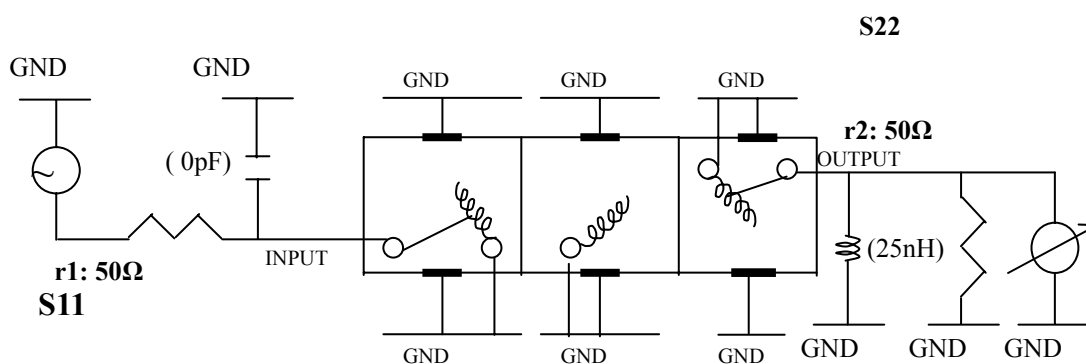 S22
GND
GND
GND
GND
GND
r2: 50Ω
( 0pF)
OUTPUT
INPUT
(25nH)
r1: 50Ω
S11
GND
GND
GND
GND
GND
GND